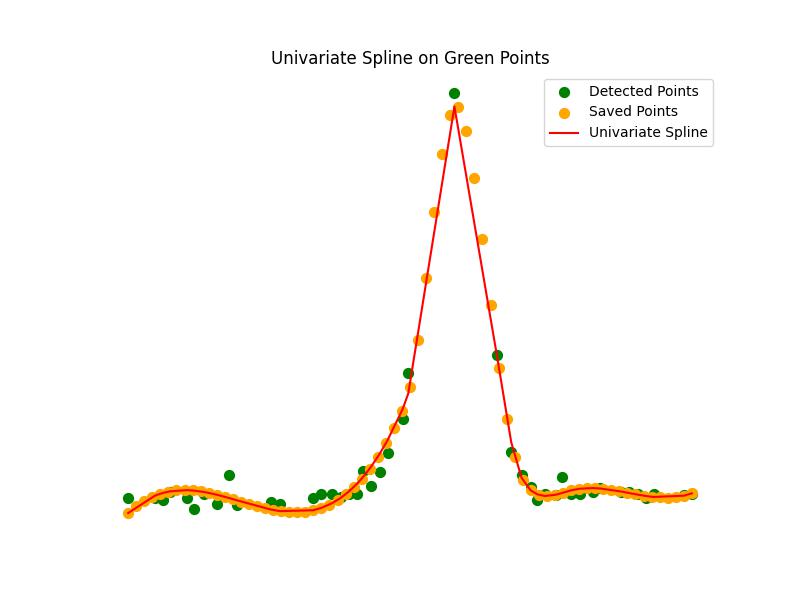 Univariate Spline on Green Points
Detected Points
Saved Points
Univariate Spline